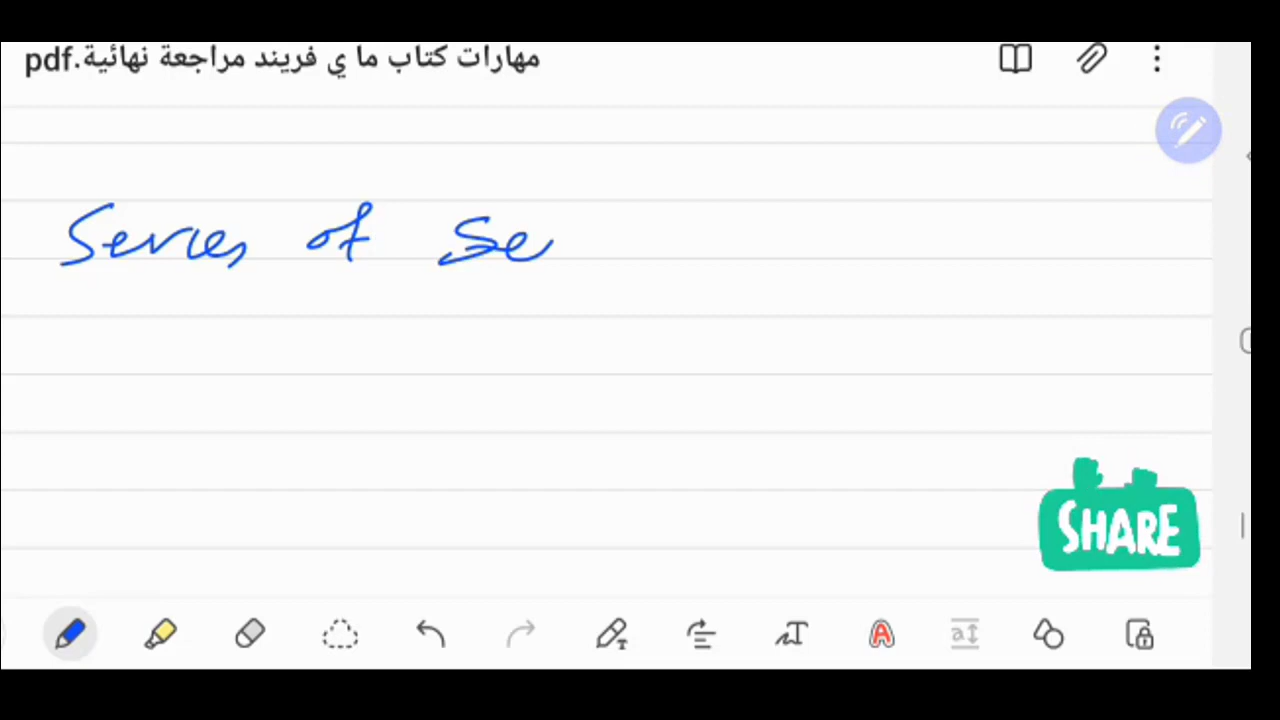 مهارات كتاب ما ي فريند مراجعة نهائية.pdf
Series of Se
SHARE